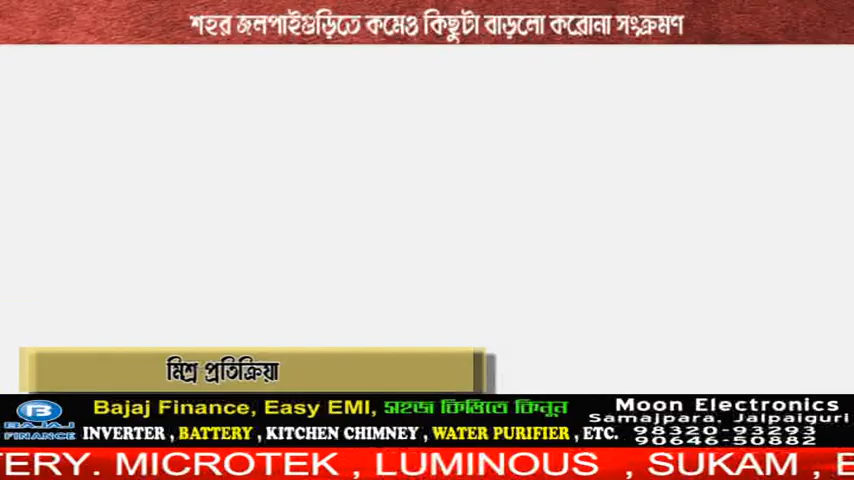 শহর জলপাইগুড়িতে কমেও কিছুটা বাড়লো করোনা সংক্রমণ
মিশ্র প্রতিক্রিয়া
Bajaj Finance, Easy EMI, সহজ কিস্তিতে কিনুন
INVERTER , BATTERY , KITCHEN CHIMNEY , WATER PURIFIER , ETC.
B
BAJAJ
FINANCE
Moon Electronics
Samajpara, Jalpaiguri
98320-93293
90646-50882
TERY. MICROTEK , LUMINOUS , SUKAM ,